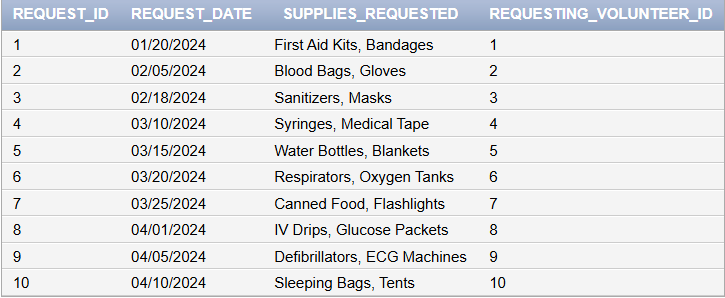 REQUEST_ID REQUEST_DATE SUPPLIES_REQUESTED REQUESTING_VOLUNTEER_ID
1 01/20/2024 First Aid Kits, Bandages 1
2 02/05/2024 Blood Bags, Gloves 2
3 02/18/2024 Sanitizers, Masks 3
4 03/10/2024 Syringes, Medical Tape 4
5 03/15/2024 Water Bottles, Blankets 5
6 03/20/2024 Respirators, Oxygen Tanks 6
7 03/25/2024 Canned Food, Flashlights 7
8 04/01/2024 IV Drips, Glucose Packets 8
9 04/05/2024 Defibrillators, ECG Machines 9
10 04/10/2024 Sleeping Bags, Tents 10